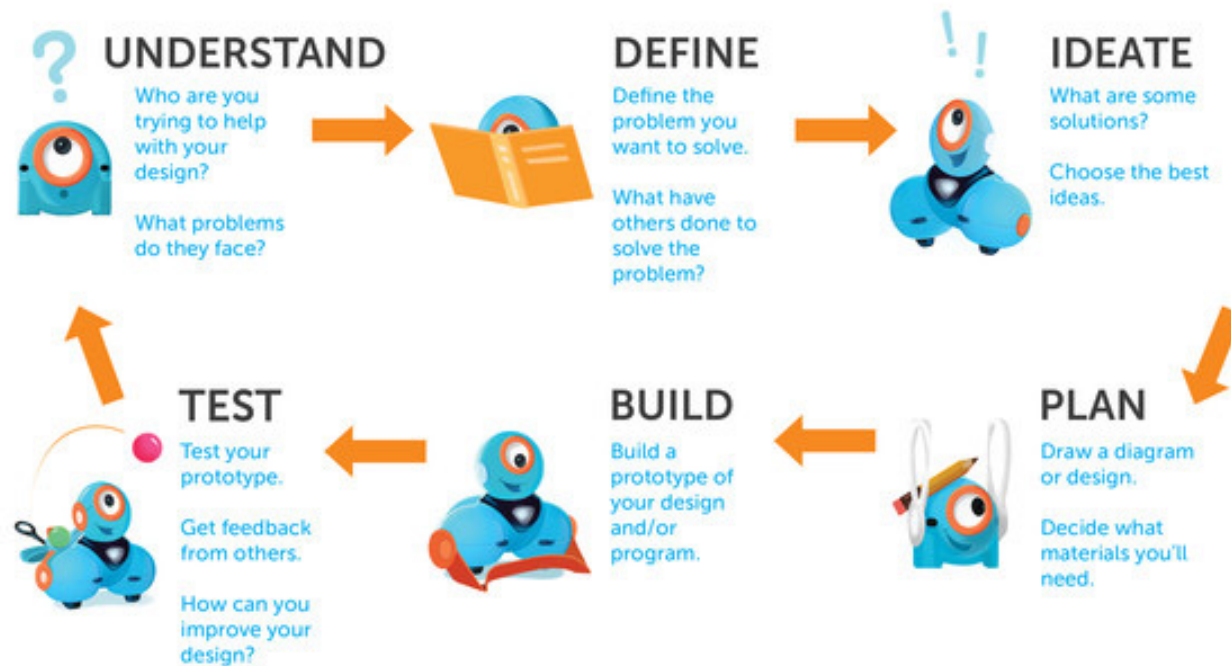 UNDERSTAND
Who are you
trying to help
with your
design?
What problems
do they face?
DEFINE
Define the
problem you
want to solve.
What have
others done to
solve the
problem?
IDEATE
What are some
solutions?
Choose the best
ideas.
PLAN
Draw a diagram
or design.
Decide what
materials you'll
need.
BUILD
Build a
prototype of
your design
and/or
program.
TEST
Test your
prototype.
Get feedback
from others.
How can you
improve your
design?